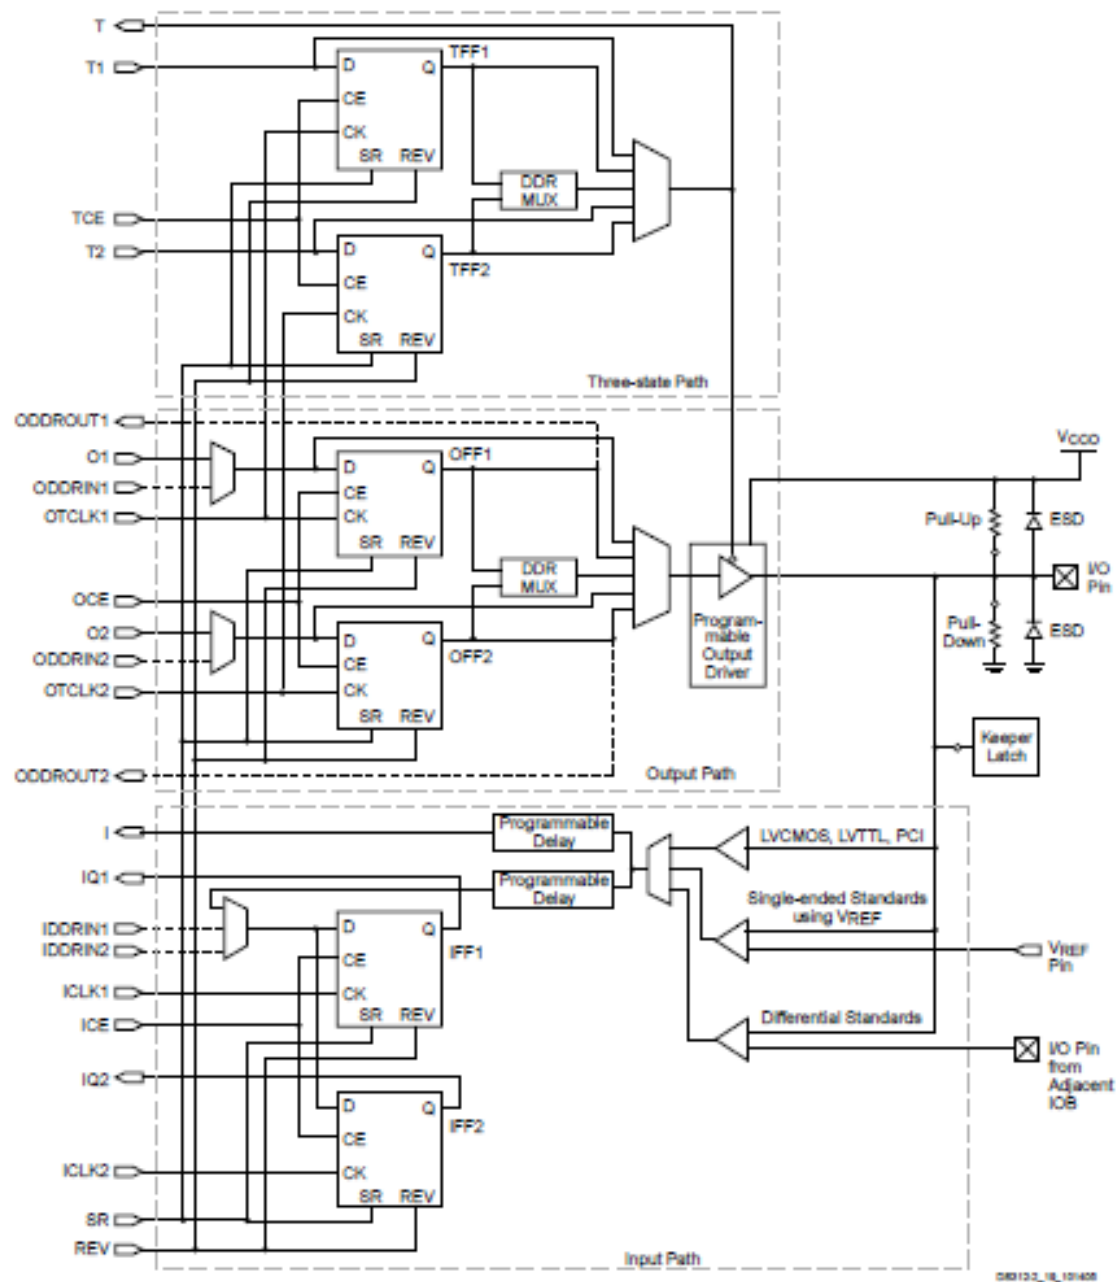 T
T1
D
Q
TFF1
CE
CK
SR REV
DDR
MUX
TCE
T2
D
Q
TFF2
CE
CK
SR REV
Three-state Path
ODDROUT1
O1
ODDRIN1
OTCLK1
D
Q
OFF1
CE
CK
SR REV
DDR
MUX
OCE
O2
ODDRIN2
OTCLK2
D
Q
OFF2
CE
CK
SR REV
ODDROUT2
Output Path
Program-
mable
Output
Driver
VCCO
Pull-Up
ESD
I/O
Pin
Pull-
Down
ESD
Keeper
Latch
I
Programmable
Delay
LVCMOS, LVTTL, PCI
IQ1
Programmable
Delay
Single-ended Standards
using VREF
IDDRIN1
IDDRIN2
D
Q
IFF1
CE
VREF
Pin
ICLK1
CK
ICE
SR REV
Differential Standards
I/O Pin
from
Adjacent
IOB
IQ2
D
Q
IFF2
CE
ICLK2
CK
SR REV
SR
REV
Input Path